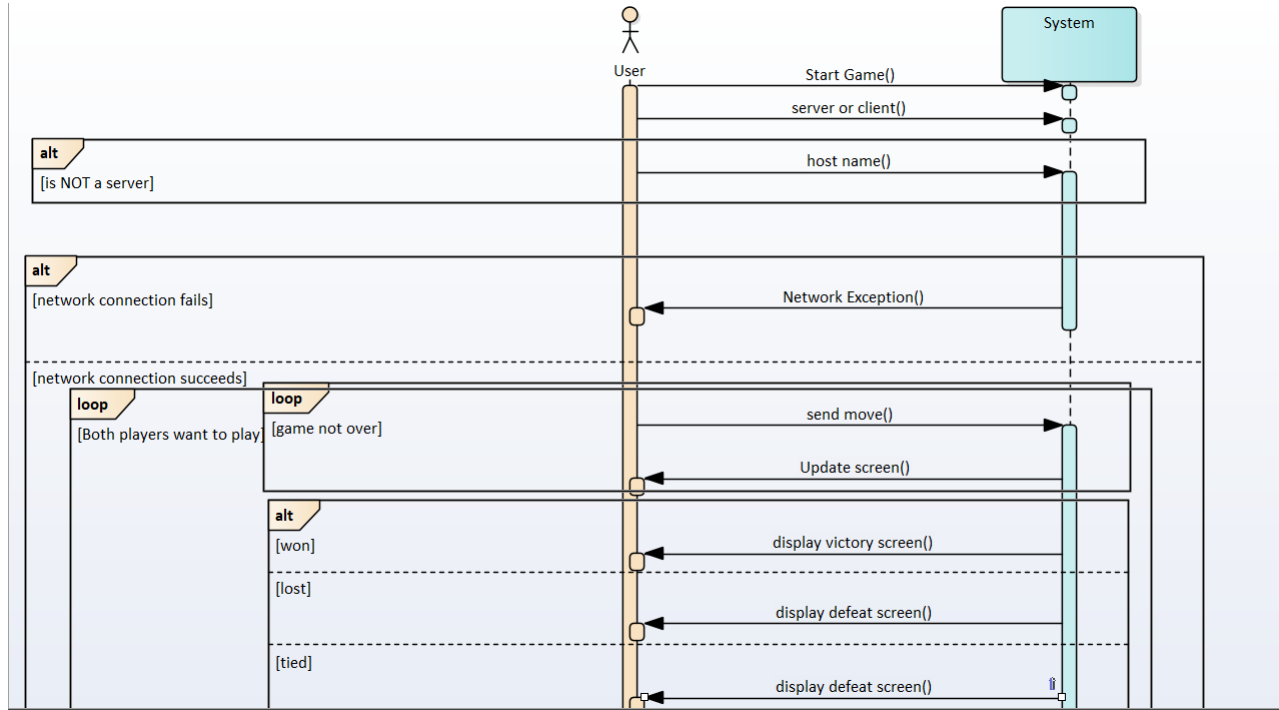 System
User
Start Game()
server or client()
alt
host name()
[is NOT a server]
alt
[network connection fails]
Network Exception()
[network connection succeeds]
loop
loop
[Both players want to play]
[game not over]
send move()
Update screen()
alt
[won]
display victory screen()
[lost]
display defeat screen()
[tied]
display defeat screen()